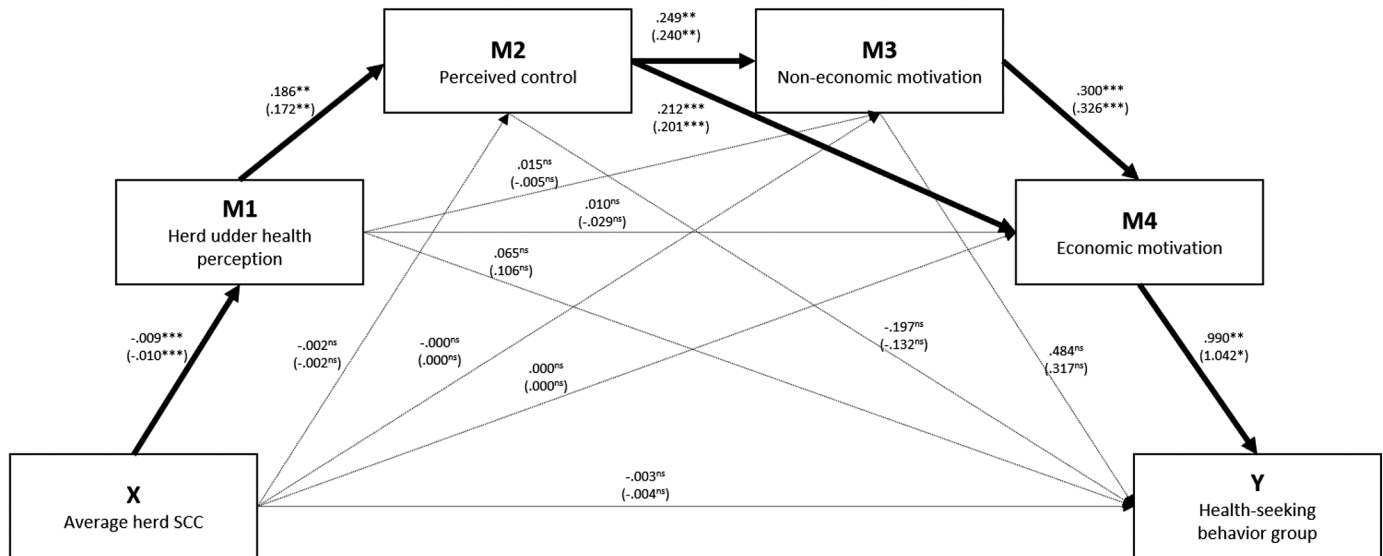 M2
Perceived control
.249**
(.240**)
M3
Non-economic motivation
.186**
(.172**)
.212***
(.201***)
.300***
(.326***)
M1
Herd udder health
perception
.015ns
(-.005ns)
.010ns
(-.029ns)
.065ns
(.106ns)
M4
Economic motivation
-.009***
(-.010***)
-.002ns
(-.002ns)
-.000ns
(.000ns)
.000ns
(.000ns)
-.197ns
(-.132ns)
.484ns
(.317ns)
.990**
(1.042*)
X
Average herd SCC
-.003ns
(-.004ns)
Y
Health-seeking
behavior group